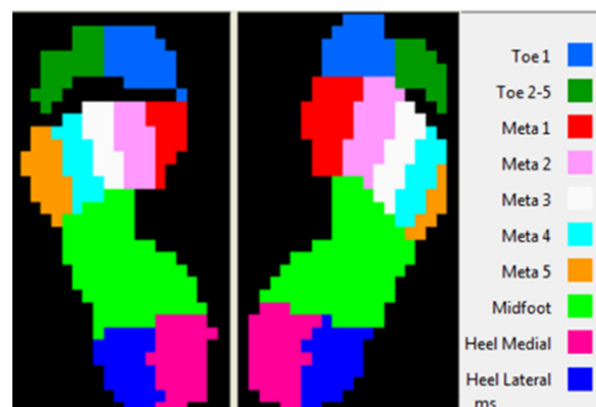 Toe 1
Toe 2-5
Meta 1
Meta 2
Meta 3
Meta 4
Meta 5
Midfoot
Heel Medial
Heel Lateral
ms